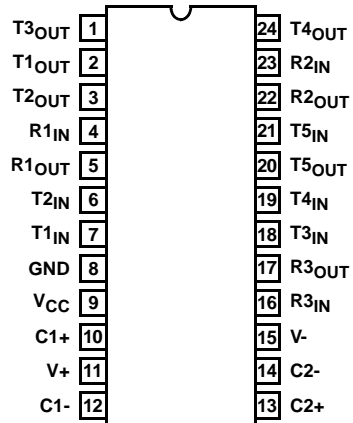 T3OUT 1 24 T4OUT
T1OUT 2 23 R2IN
T2OUT 3 22 R2OUT
R1IN 4 21 T5IN
R1OUT 5 20 T5OUT
T2IN 6 19 T4IN
T1IN 7 18 T3IN
GND 8 17 R3OUT
VCC 9 16 R3IN
C1+ 10 15 V-
V+ 11 14 C2-
C1- 12 13 C2+